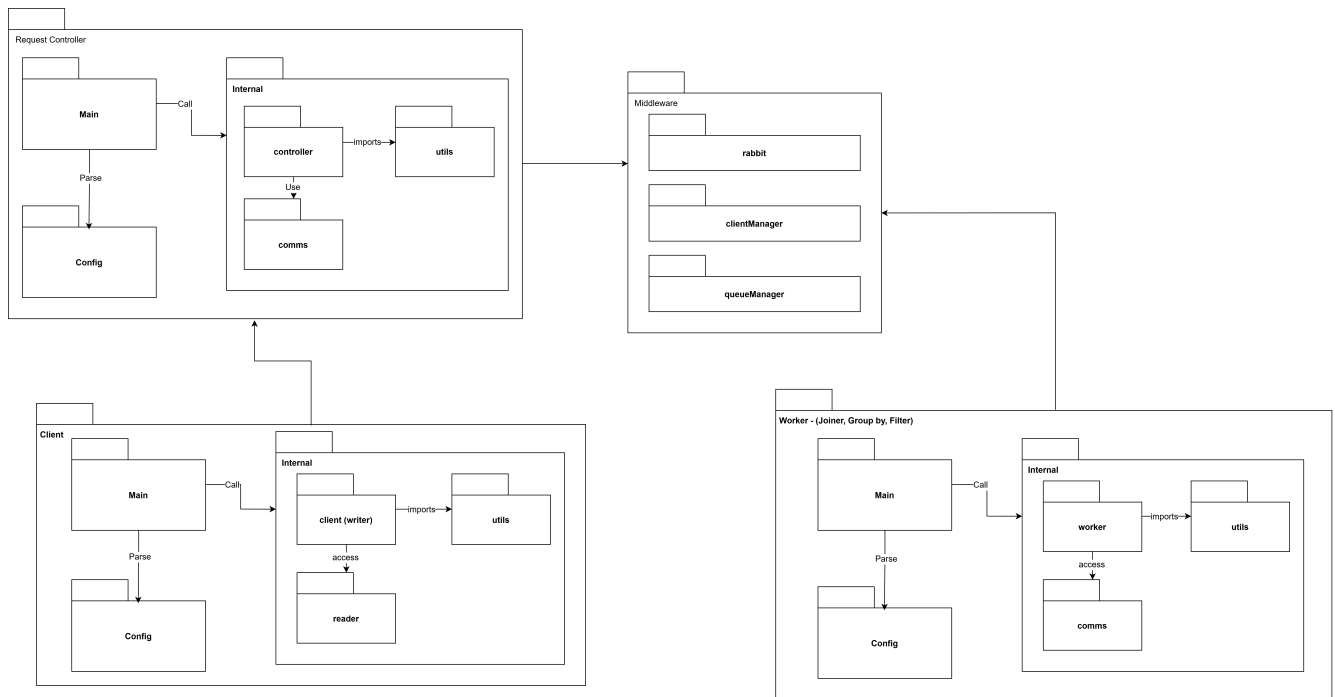 Request Controller
Main
Call
Parse
Config
Internal
controller
imports
utils
Use
comms
Middleware
rabbit
clientManager
queueManager
Client
Main
Call
Parse
Config
Internal
client (writer)
imports
utils
access
reader
Worker - (Joiner, Group by, Filter)
Main
Call
Parse
Config
Internal
worker
imports
utils
access
comms